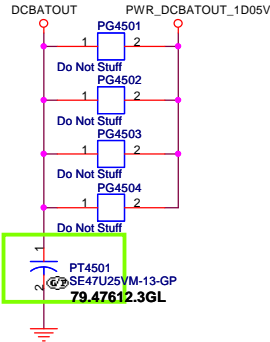 DCBATOUT PWR_DCBATOUT_1D05V
PG4501
1 2
Do Not Stuff
PG4502
1 2
Do Not Stuff
PG4503
1 2
Do Not Stuff
PG4504
1 2
Do Not Stuff
1
PT4501
2 SE47U25VM-13-GP
79.47612.3GL